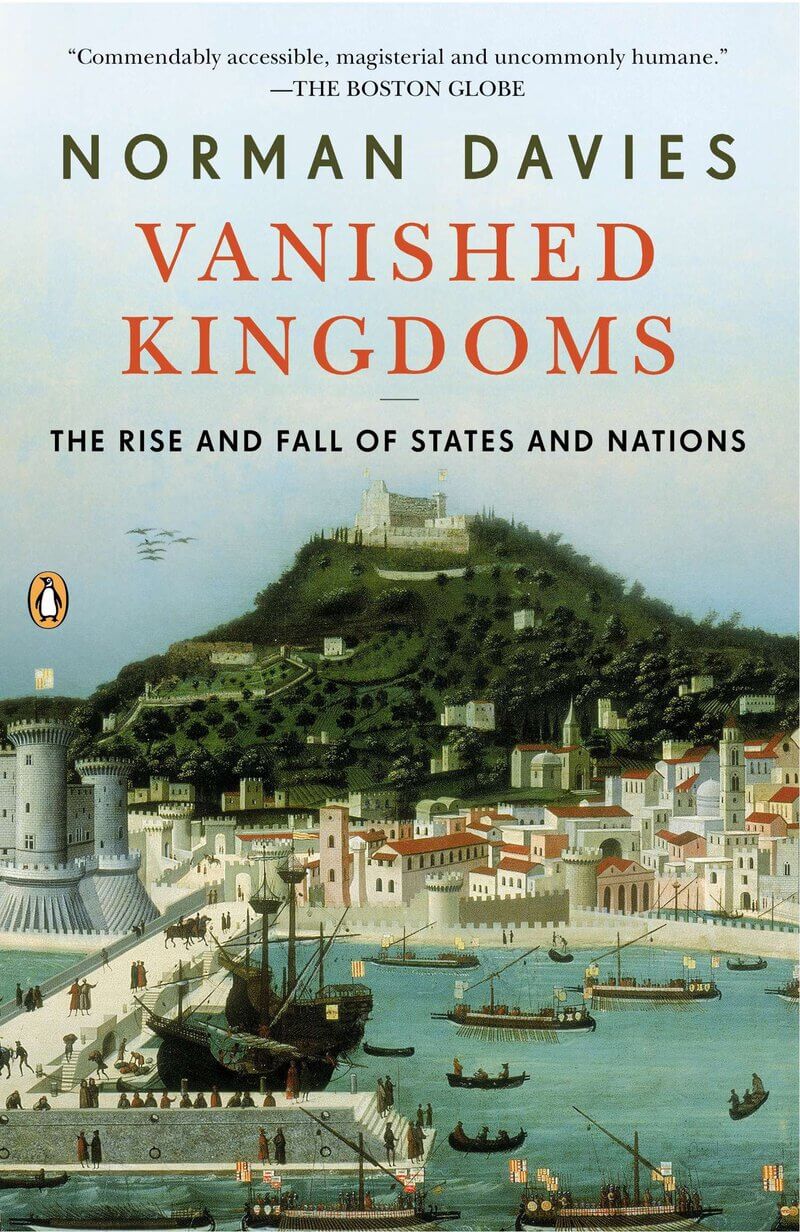 “Commendably accessible, magisterial and uncommonly humane.”
—THE BOSTON GLOBE
NORMAN DAVIES
VANISHED
KINGDOMS
THE RISE AND FALL OF STATES AND NATIONS